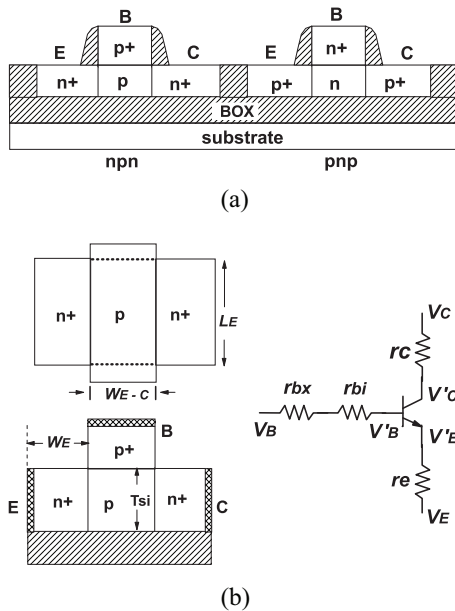 B B
E p+ C E n+ C
n+ p n+ p+ n p+
BOX
substrate
npn pnp
(a)
n+ p n+ LE
WE-C
WE B
p+
E n+ p Tsi n+ C
VC
rc
rbx rbi V'C
VB V'B V'E
re
VE
(b)